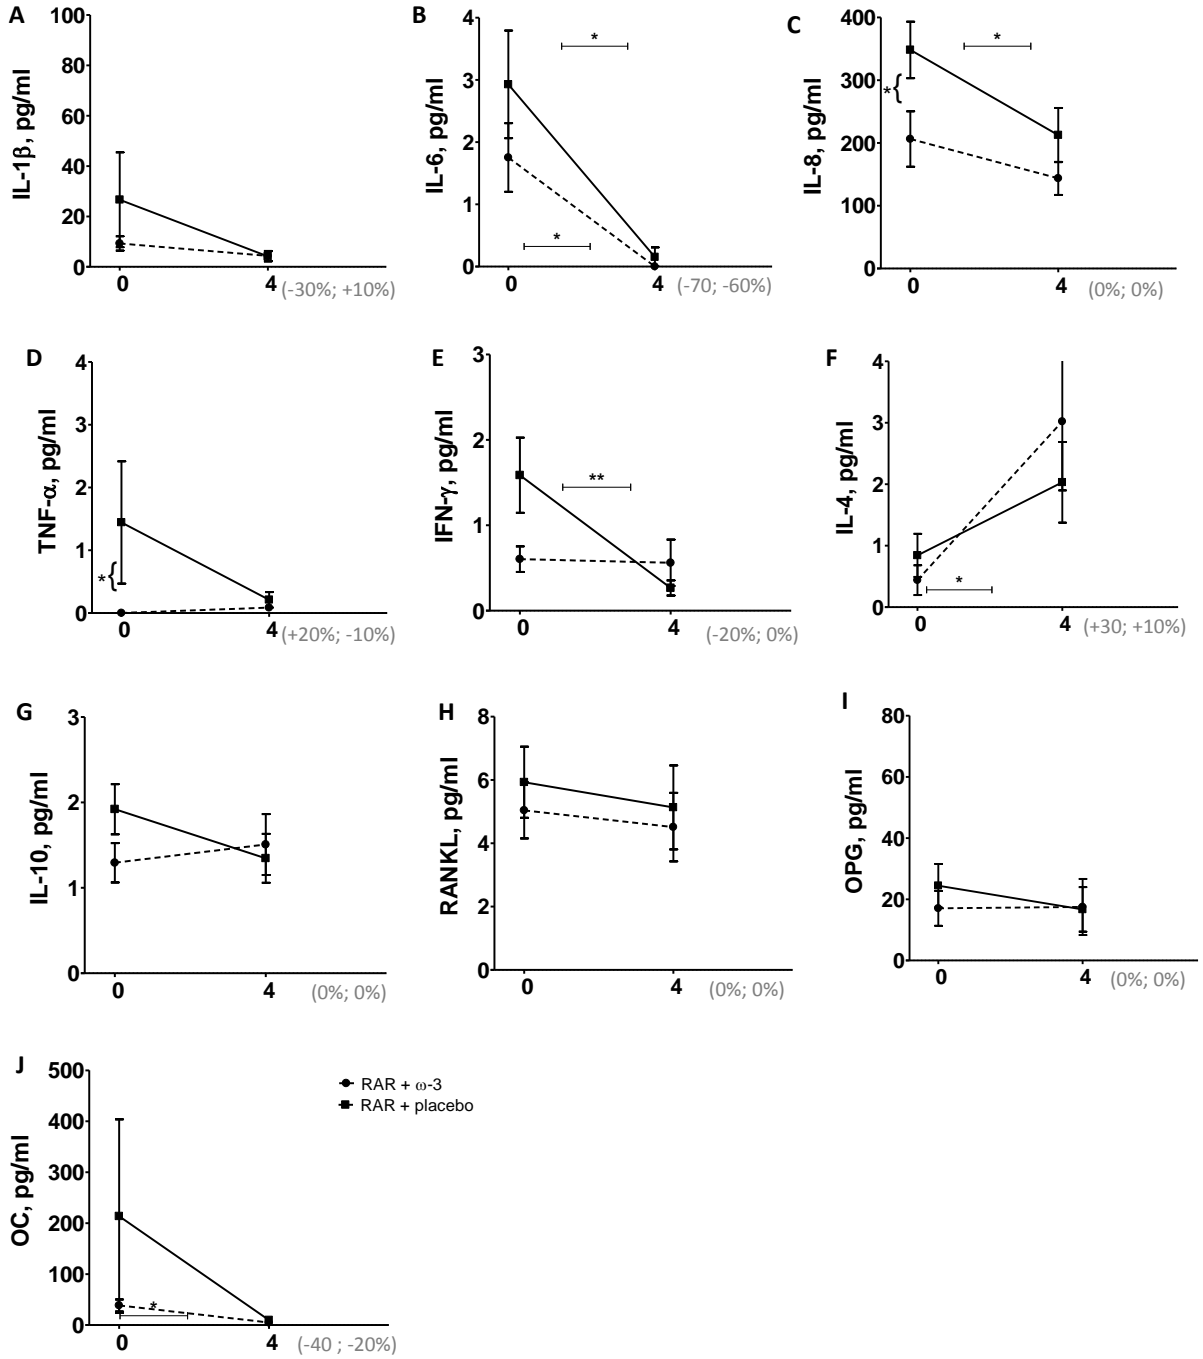 A
IL-1β, pg/ml
100
80
60
40
20
0
0 4 (-30%; +10%)
B
IL-6, pg/ml
4
3
2
1
0
*
*
0 4 (-70; -60%)
C
IL-8, pg/ml
400
300
200
100
0
*
*{
0 4 (0%; 0%)
D
TNF-α, pg/ml
4
3
2
1
0
*{
0 4 (+20%; -10%)
E
IFN-γ, pg/ml
3
2
1
0
**
0 4 (-20%; 0%)
F
IL-4, pg/ml
4
3
2
1
0
*
0 4 (+30; +10%)
G
IL-10, pg/ml
3
2
1
0
0 4 (0%; 0%)
H
RANKL, pg/ml
8
6
4
2
0
0 4 (0%; 0%)
I
OPG, pg/ml
80
60
40
20
0
0 4 (0%; 0%)
J
OC, pg/ml
500
400
300
200
100
0
*
0 4 (-40 ; -20%)
RAR + ω-3
RAR + placebo